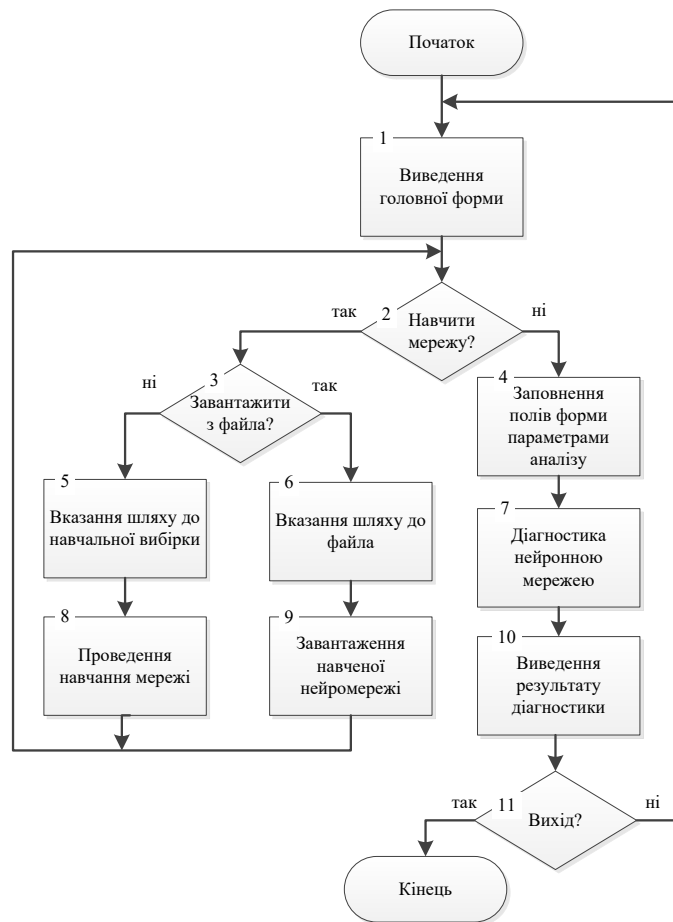 Початок
1
Виведення
головної форми
так
2
Навчити
мережу?
ні
ні
3
Завантажити
з файла?
так
4
Заповнення
полів форми
параметрами
аналізу
5
Вказання шляху до
навчальної вибірки
6
Вказання шляху до
файла
7
Діагностика
нейронною
мережею
8
Проведення
навчання мережі
9
Завантаження
навченої
нейромережі
10
Виведення
результату
діагностики
так
11
Вихід?
ні
Кінець